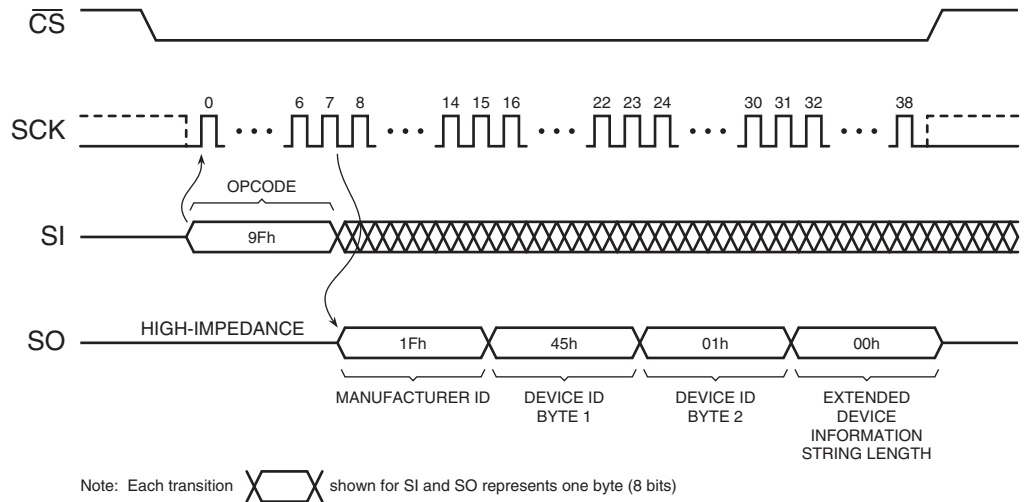 CS
0 6 7 8 14 15 16 22 23 24 30 31 32 38
SCK
OPCODE
SI
9Fh
HIGH-IMPEDANCE
SO
1Fh 45h 01h 00h
MANUFACTURER ID
DEVICE ID
BYTE 1
DEVICE ID
BYTE 2
EXTENDED
DEVICE
INFORMATION
STRING LENGTH
Note: Each transition shown for SI and SO represents one byte (8 bits)